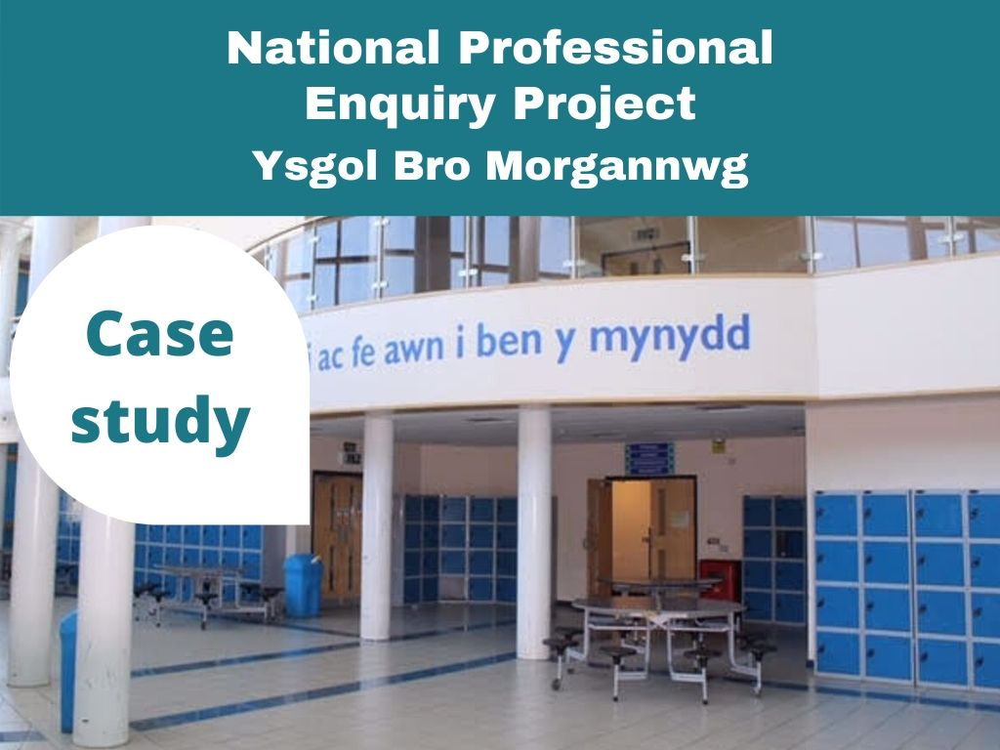 National Professional
Enquiry Project
Ysgol Bro Morgannwg
Case
study
ac fe awn i ben y mynydd